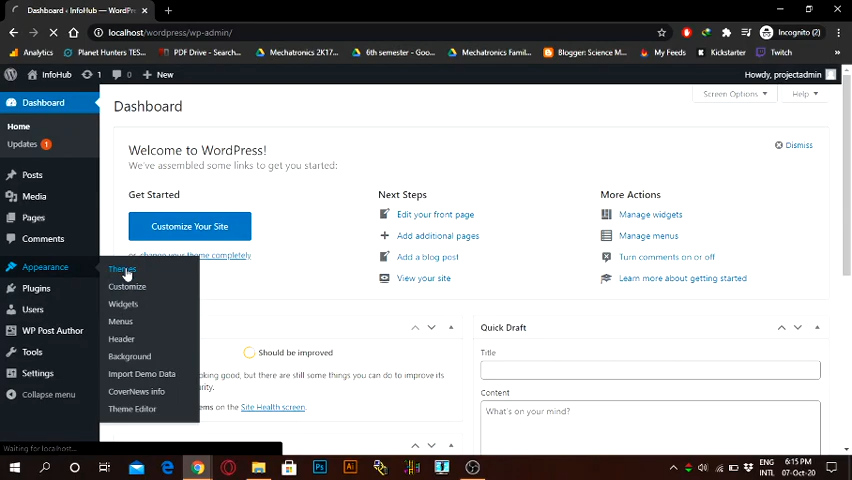 Dashboard ‹ InfoHub — WordPr
localhost/wordpress/wp-admin/
Incognito (2)
Analytics
Planet Hunters TES...
PDF Drive - Search...
Mechatronics 2K17...
6th semester - Goo...
Mechatronics Famil...
Blogger: Science M...
My Feeds
Kickstarter
Twitch
InfoHub
1
0
New
Howdy, projectadmin
Dashboard
Home
Updates 1
Posts
Media
Pages
Comments
Appearance
Plugins
Users
WP Post Author
Tools
Settings
Collapse menu
Themes
Customize
Widgets
Menus
Header
Background
Import Demo Data
CoverNews info
Theme Editor
Screen Options
Help
Dashboard
Welcome to WordPress!
We've assembled some links to get you started:
Dismiss
Get Started
Customize Your Site
or, change your theme completely
Next Steps
Edit your front page
Add additional pages
Add a blog post
View your site
More Actions
Manage widgets
Manage menus
Turn comments on or off
Learn more about getting started
Should be improved
oking good, but there are still some things you can do to improve its
urity.
ems on the Site Health screen.
Quick Draft
Title
Content
What's on your mind?
Waiting for localhost...
Ps
Ai
ENG
INTL
6:15 PM
07-Oct-20